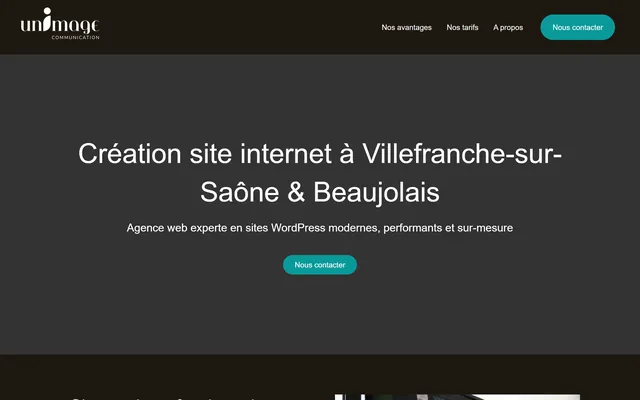 unimage
COMMUNICATION
Nos avantages
Nos tarifs
A propos
Nous contacter
Création site internet à Villefranche-sur-
Saône & Beaujolais
Agence web experte en sites WordPress modernes, performants et sur-mesure
Nous contacter